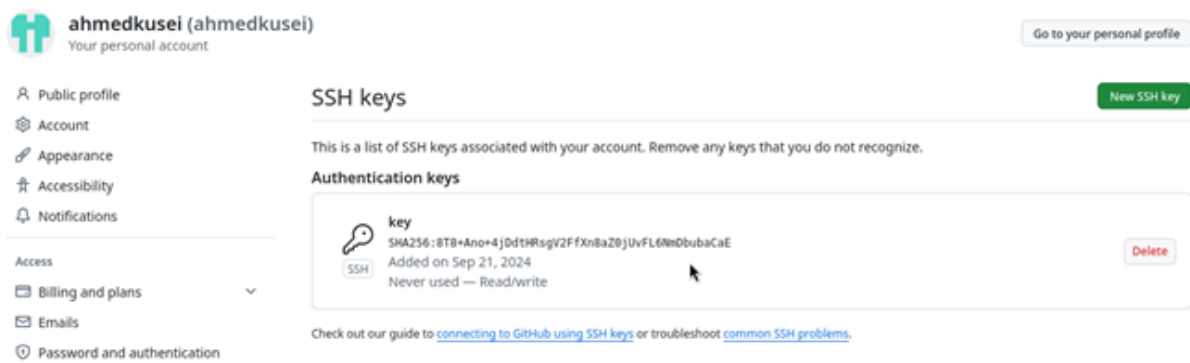 ahmedkusei (ahmedkusei)
Your personal account
Go to your personal profile
Public profile
Account
Appearance
Accessibility
Notifications
Access
Billing and plans
Emails
Password and authentication
SSH keys
New SSH key
This is a list of SSH keys associated with your account. Remove any keys that you do not recognize.
Authentication keys
key
SHA256:8T8+Ano+4jDdtHRsgV2FfXn8aZ0jUvFL6NmDbubaCaE
SSH
Added on Sep 21, 2024
Never used — Read/write
Delete
Check out our guide to connecting to GitHub using SSH keys or troubleshoot common SSH problems.